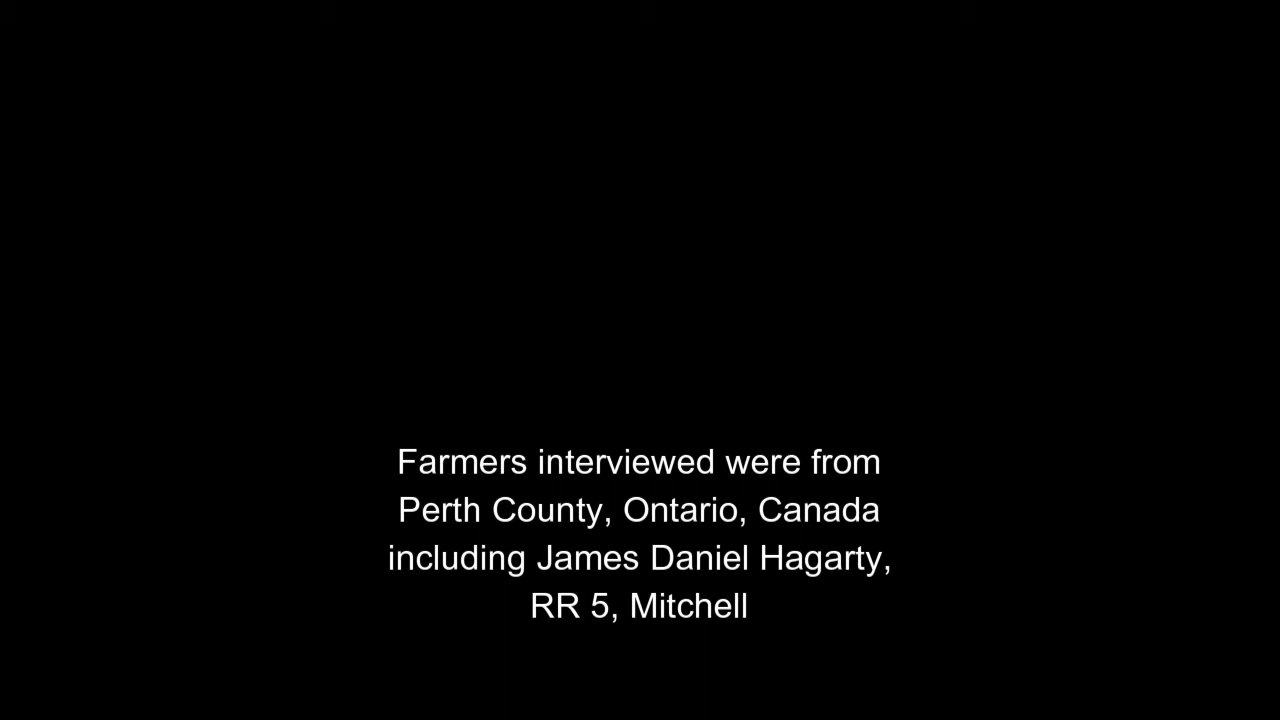 Farmers interviewed were from
Perth County, Ontario, Canada
including James Daniel Hagarty,
RR 5, Mitchell